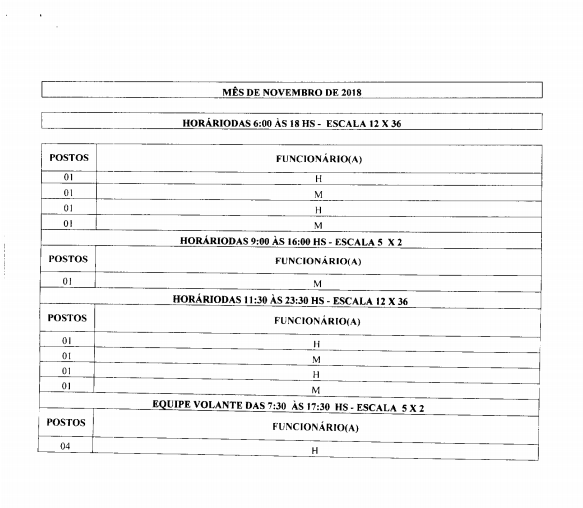 MÊS DE NOVEMBRO DE 2018
HORÁRIODAS 6:00 ÀS 18 HS - ESCALA 12 X 36
POSTOS FUNCIONÁRIO(A)
01 H
01 M
01 H
01 M
HORÁRIODAS 9:00 ÀS 16:00 HS - ESCALA 5 X 2
POSTOS FUNCIONÁRIO(A)
01 M
HORÁRIODAS 11:30 ÀS 23:30 HS - ESCALA 12 X 36
POSTOS FUNCIONÁRIO(A)
01 H
01 M
01 H
01 M
EQUIPE VOLANTE DAS 7:30 ÀS 17:30 HS - ESCALA 5 X 2
POSTOS FUNCIONÁRIO(A)
04 H